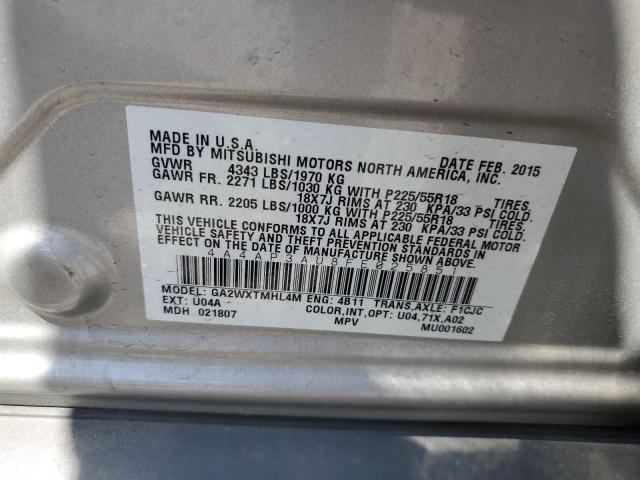 MADE IN U.S.A. DATE FEB. 2015
MFD BY MITSUBISHI MOTORS NORTH AMERICA, INC.
GVWR 4343 LBS/1970 KG
GAWR FR. 2271 LBS/1030 KG WITH P225/55R18 TIRES,
18X7J RIMS AT 230 KPA/33 PSI COLD.
GAWR RR. 2205 LBS/1000 KG WITH P225/55R18 TIRES,
18X7J RIMS AT 230 KPA/33 PSI COLD.
THIS VEHICLE CONFORMS TO ALL APPLICABLE FEDERAL MOTOR
VEHICLE SAFETY AND THEFT PREVENTION STANDARDS IN
EFFECT ON THE DATE OF MANUFACTURE SHOWN ABOVE.
4A4AP3AU8FE025851
MODEL: GA2WXTMHL4M ENG: 4B11 TRANS,AXLE: F1CJC
EXT: U04A COLOR,INT,OPT: U04,71X,A02
MDH 021807 MPV MU001602